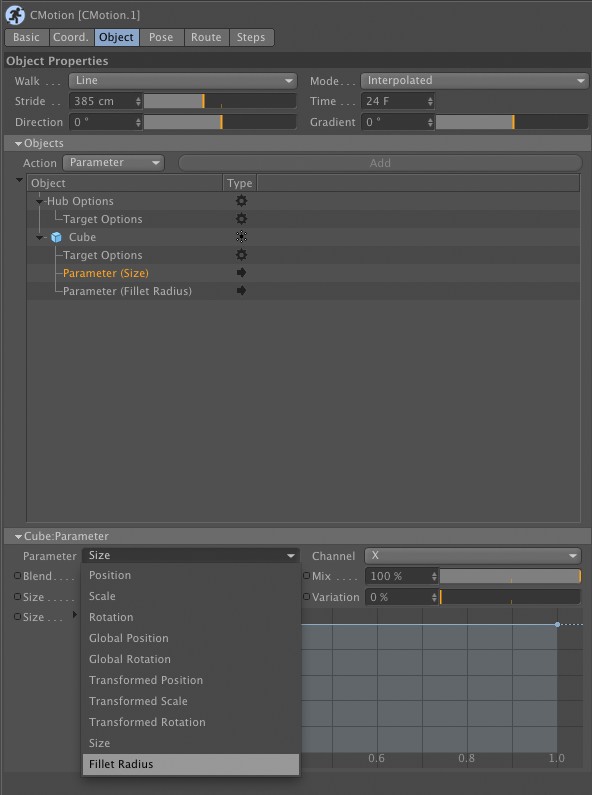 CMotion [CMotion.1]
Basic Coord. Object Pose Route Steps
Object Properties
Walk ... Line Mode... Interpolated
Stride .. 385 cm Time ... 24 F
Direction 0 ° Gradient 0 °
Objects
Action Parameter Add
Object Type
Hub Options
Target Options
Cube
Target Options
Parameter (Size)
Parameter (Fillet Radius)
Cube:Parameter
Parameter Size Channel X
Blend.... Mix .... 100 %
Size ..... Variation 0 %
Size ...
Position
Scale
Rotation
Global Position
Global Rotation
Transformed Position
Transformed Scale
Transformed Rotation
Size
Fillet Radius
0.6 0.8 1.0